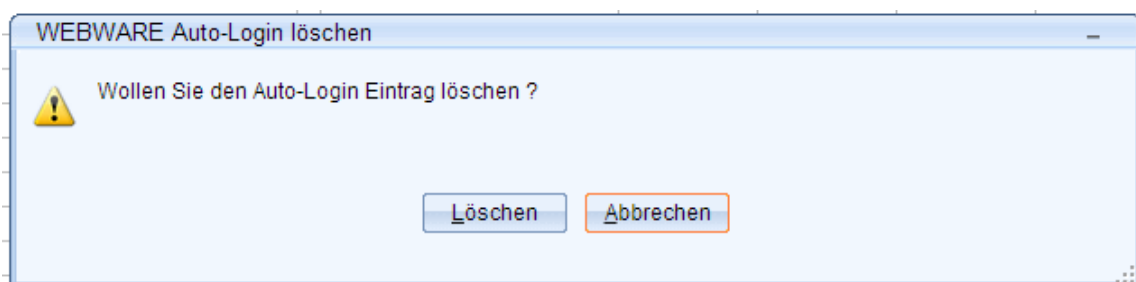 WEBWARE Auto-Login löschen
Wollen Sie den Auto-Login Eintrag löschen ?
Löschen
Abbrechen